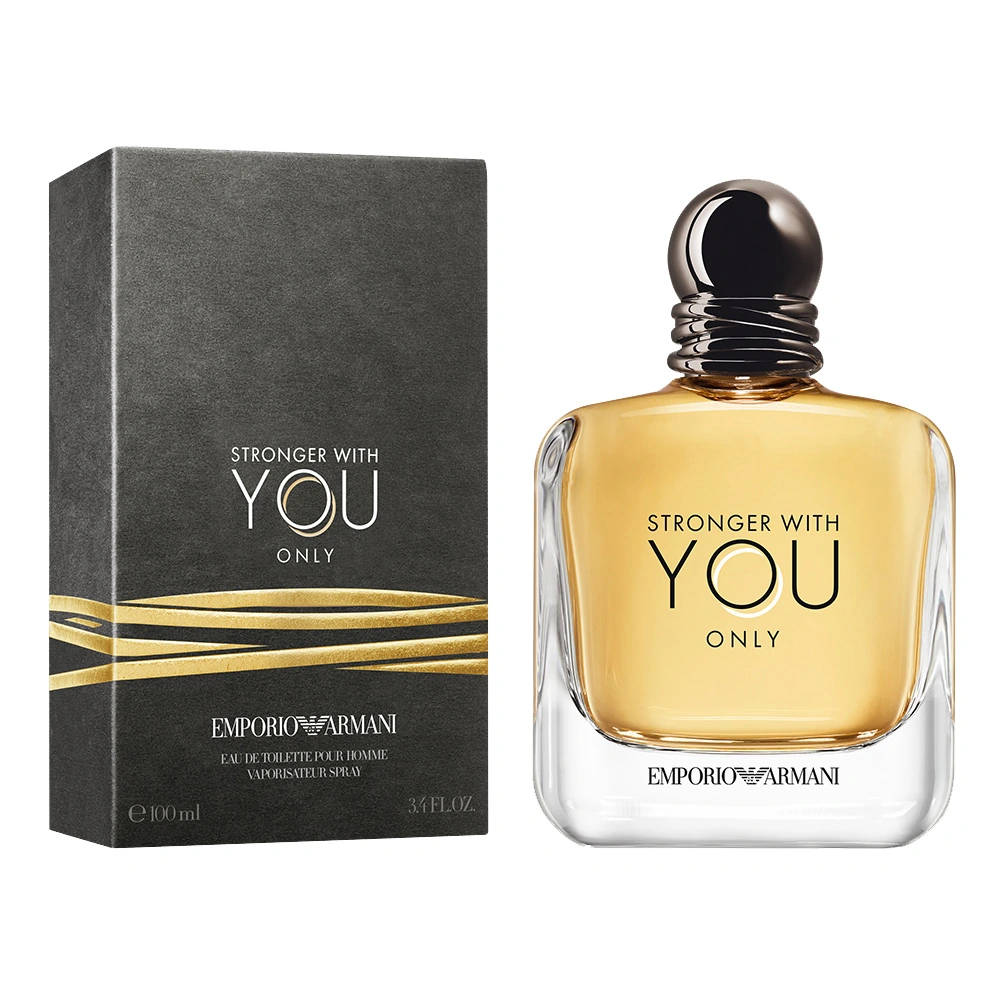 STRONGER WITH
YOU
ONLY
EMPORIO ARMANI
EAU DE TOILETTE POUR HOMME
VAPORISATEUR SPRAY
℮ 100 ml
3.4 FL.OZ.
STRONGER WITH
YOU
ONLY
EMPORIO ARMANI